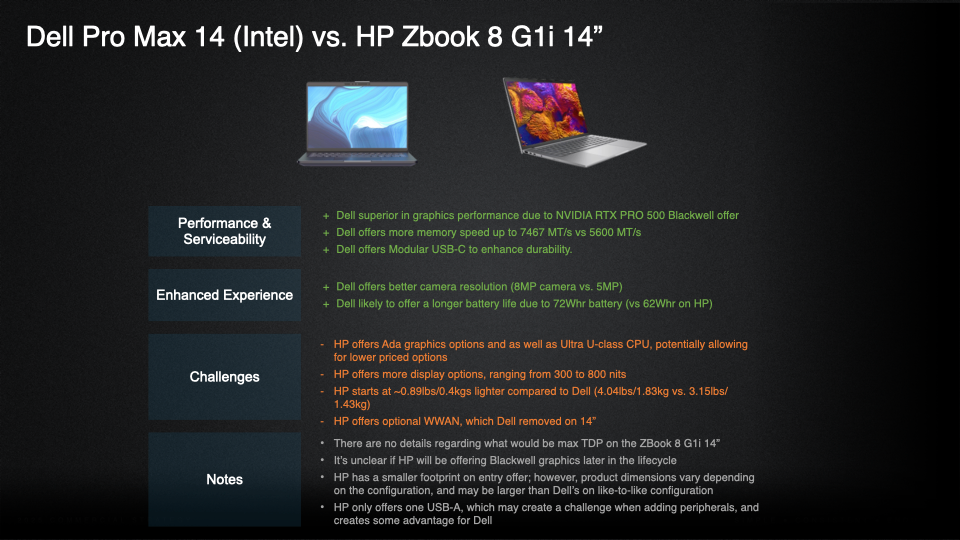 Dell Pro Max 14 (Intel) vs. HP Zbook 8 G1i 14”
Performance &
Serviceability
+ Dell superior in graphics performance due to NVIDIA RTX PRO 500 Blackwell offer
+ Dell offers more memory speed up to 7467 MT/s vs 5600 MT/s
+ Dell offers Modular USB-C to enhance durability.
Enhanced Experience
+ Dell offers better camera resolution (8MP camera vs. 5MP)
+ Dell likely to offer a longer battery life due to 72Whr battery (vs 62Whr on HP)
Challenges
- HP offers Ada graphics options and as well as Ultra U-class CPU, potentially allowing
for lower priced options
- HP offers more display options, ranging from 300 to 800 nits
- HP starts at ~0.89lbs/0.4kgs lighter compared to Dell (4.04lbs/1.83kg vs. 3.15lbs/
1.43kg)
- HP offers optional WWAN, which Dell removed on 14”
Notes
• There are no details regarding what would be max TDP on the ZBook 8 G1i 14”
• It’s unclear if HP will be offering Blackwell graphics later in the lifecycle
• HP has a smaller footprint on entry offer; however, product dimensions vary depending
on the configuration, and may be larger than Dell’s on like-to-like configuration
• HP only offers one USB-A, which may create a challenge when adding peripherals, and
creates some advantage for Dell